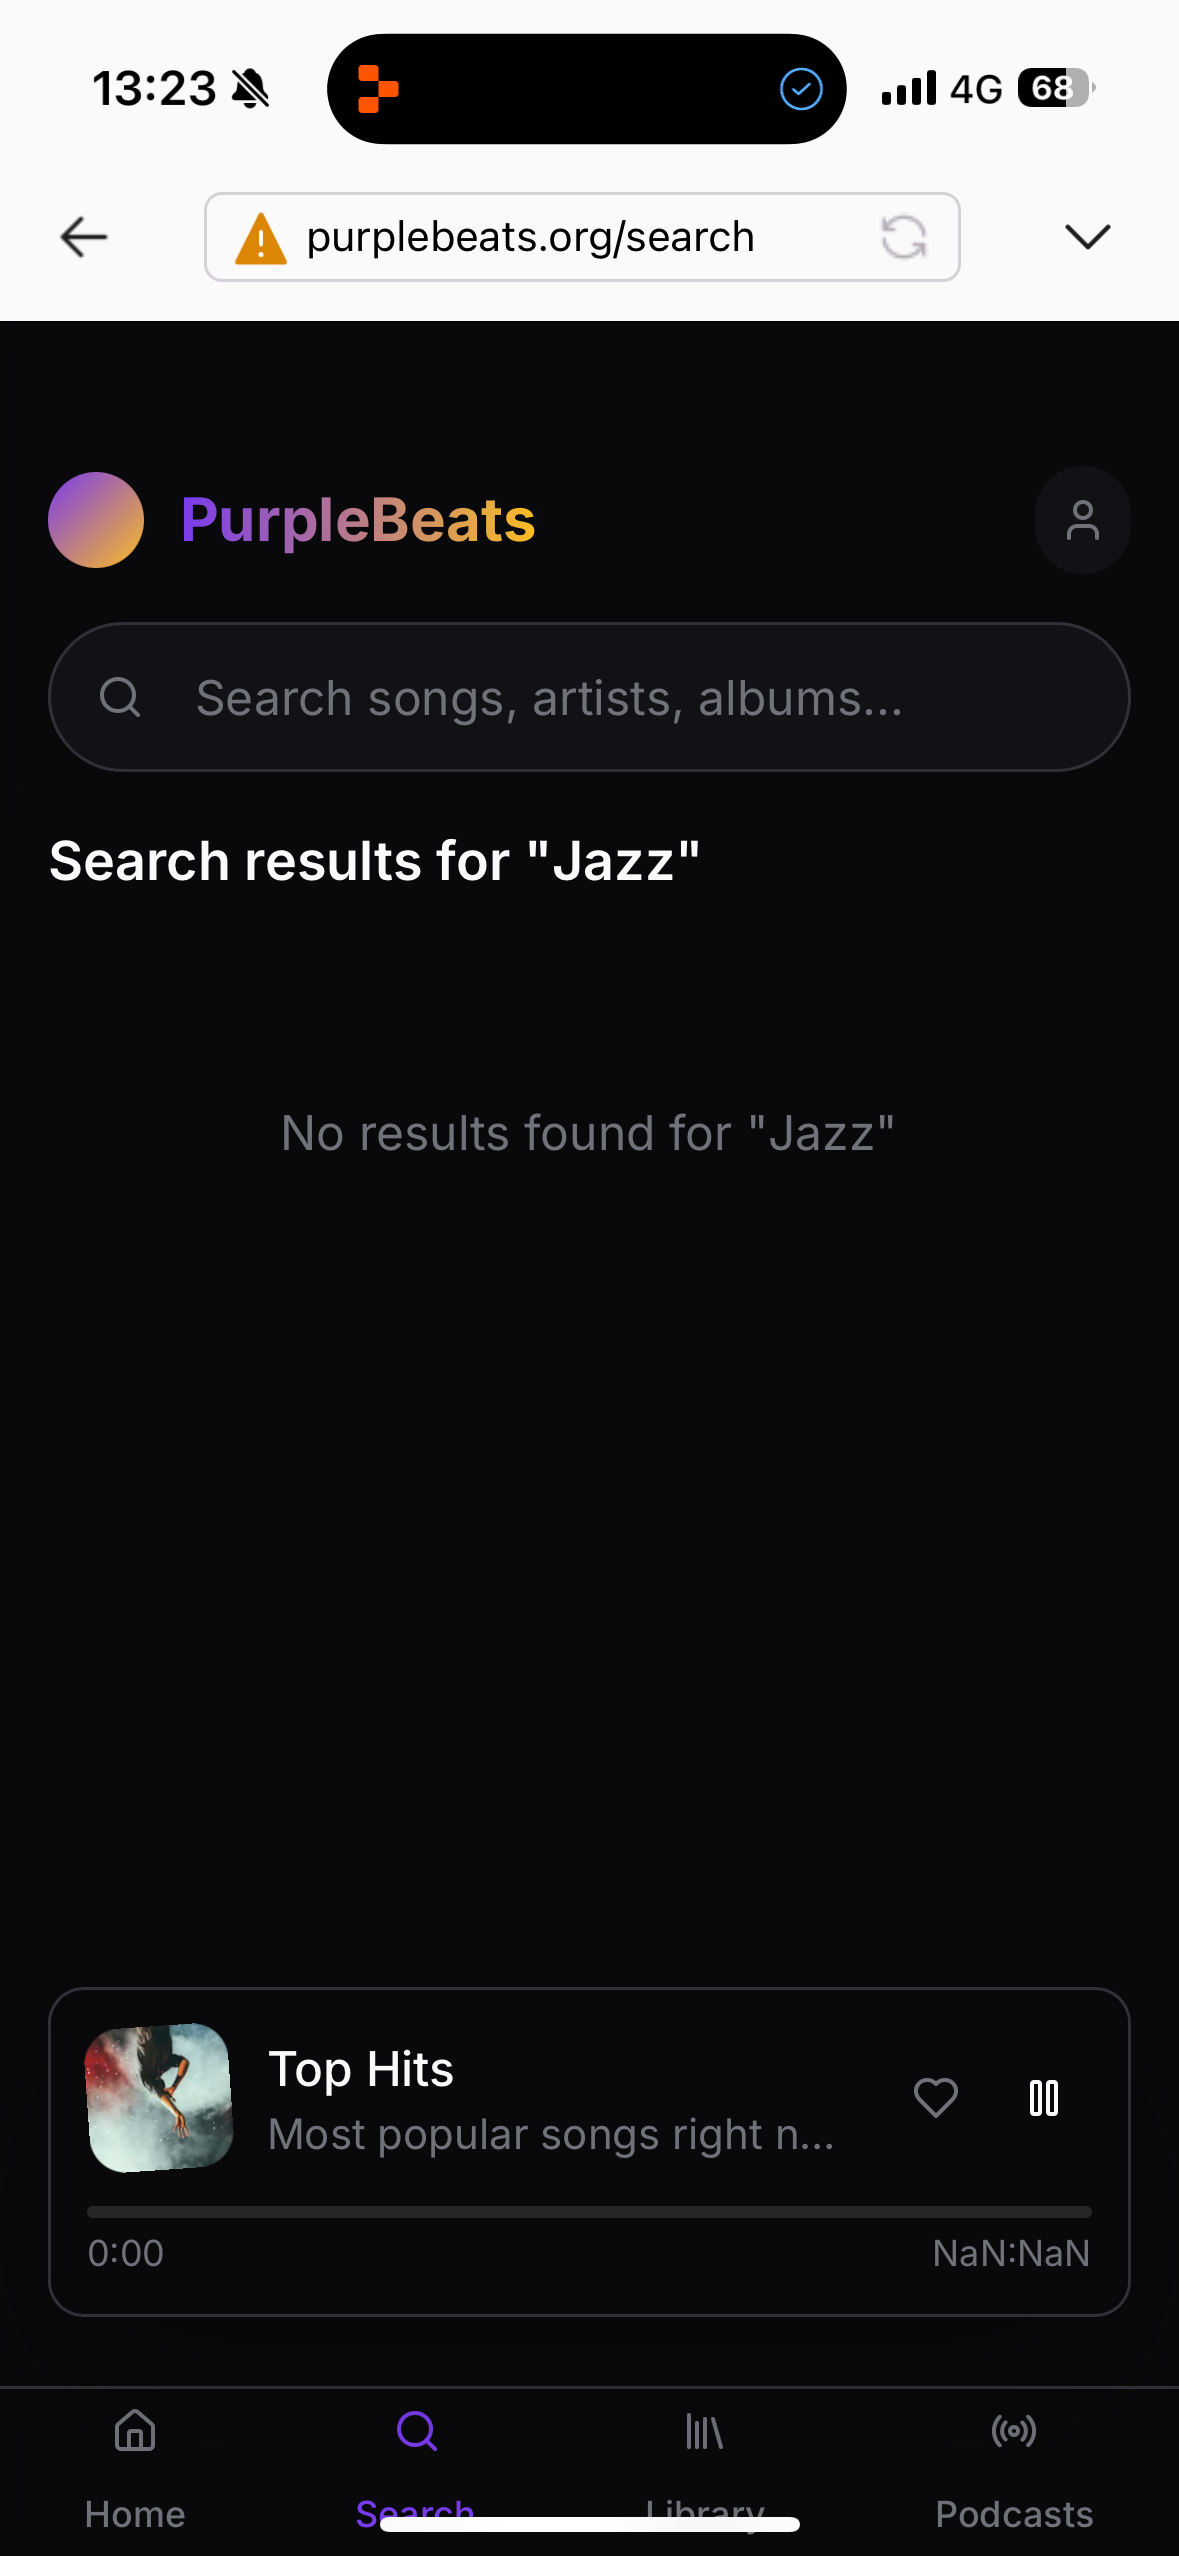 13:23
4G
68
purplebeats.org/search
PurpleBeats
Search songs, artists, albums...
Search results for "Jazz"
No results found for "Jazz"
Top Hits
Most popular songs right n...
0:00 NaN:NaN
Home Search Library Podcasts